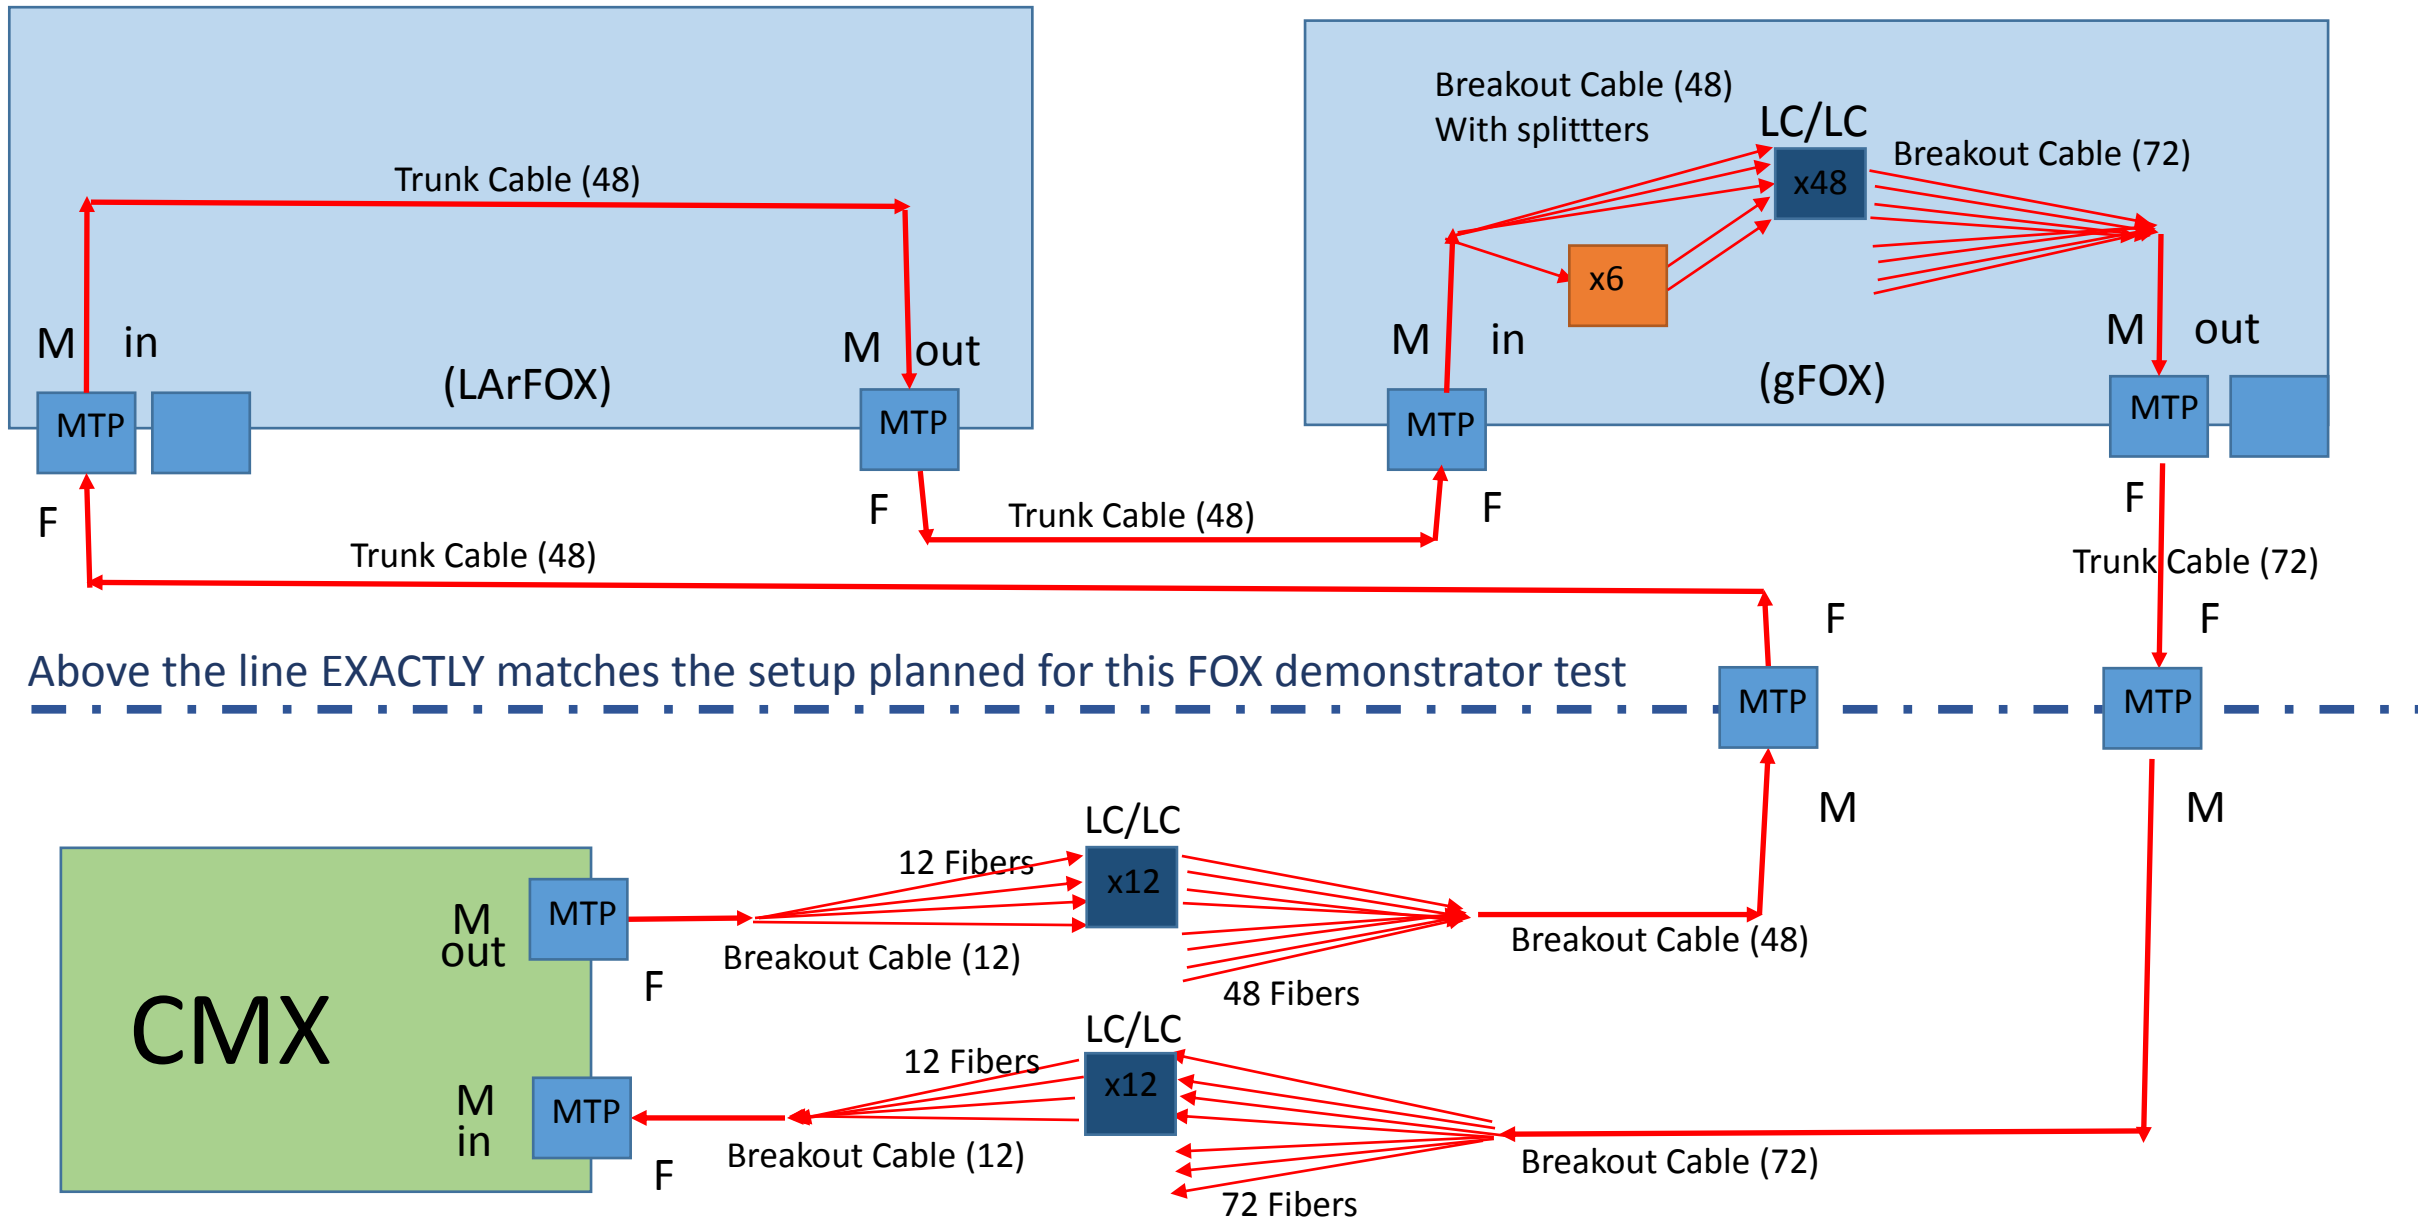 Breakout Cable (48)
With splittters
LC/LC
Breakout Cable (72)
x48
x6
Trunk Cable (48)
M
in
M
out
(LArFOX)
M
in
(gFOX)
M
out
MTP
MTP
MTP
MTP
F
F
Trunk Cable (48)
F
F
Trunk Cable (48)
Trunk Cable (72)
F
F
Above the line EXACTLY matches the setup planned for this FOX demonstrator test
MTP
MTP
M
M
LC/LC
12 Fibers
x12
M
out
MTP
F
Breakout Cable (12)
Breakout Cable (48)
48 Fibers
CMX
LC/LC
12 Fibers
x12
M
in
MTP
F
Breakout Cable (12)
Breakout Cable (72)
72 Fibers